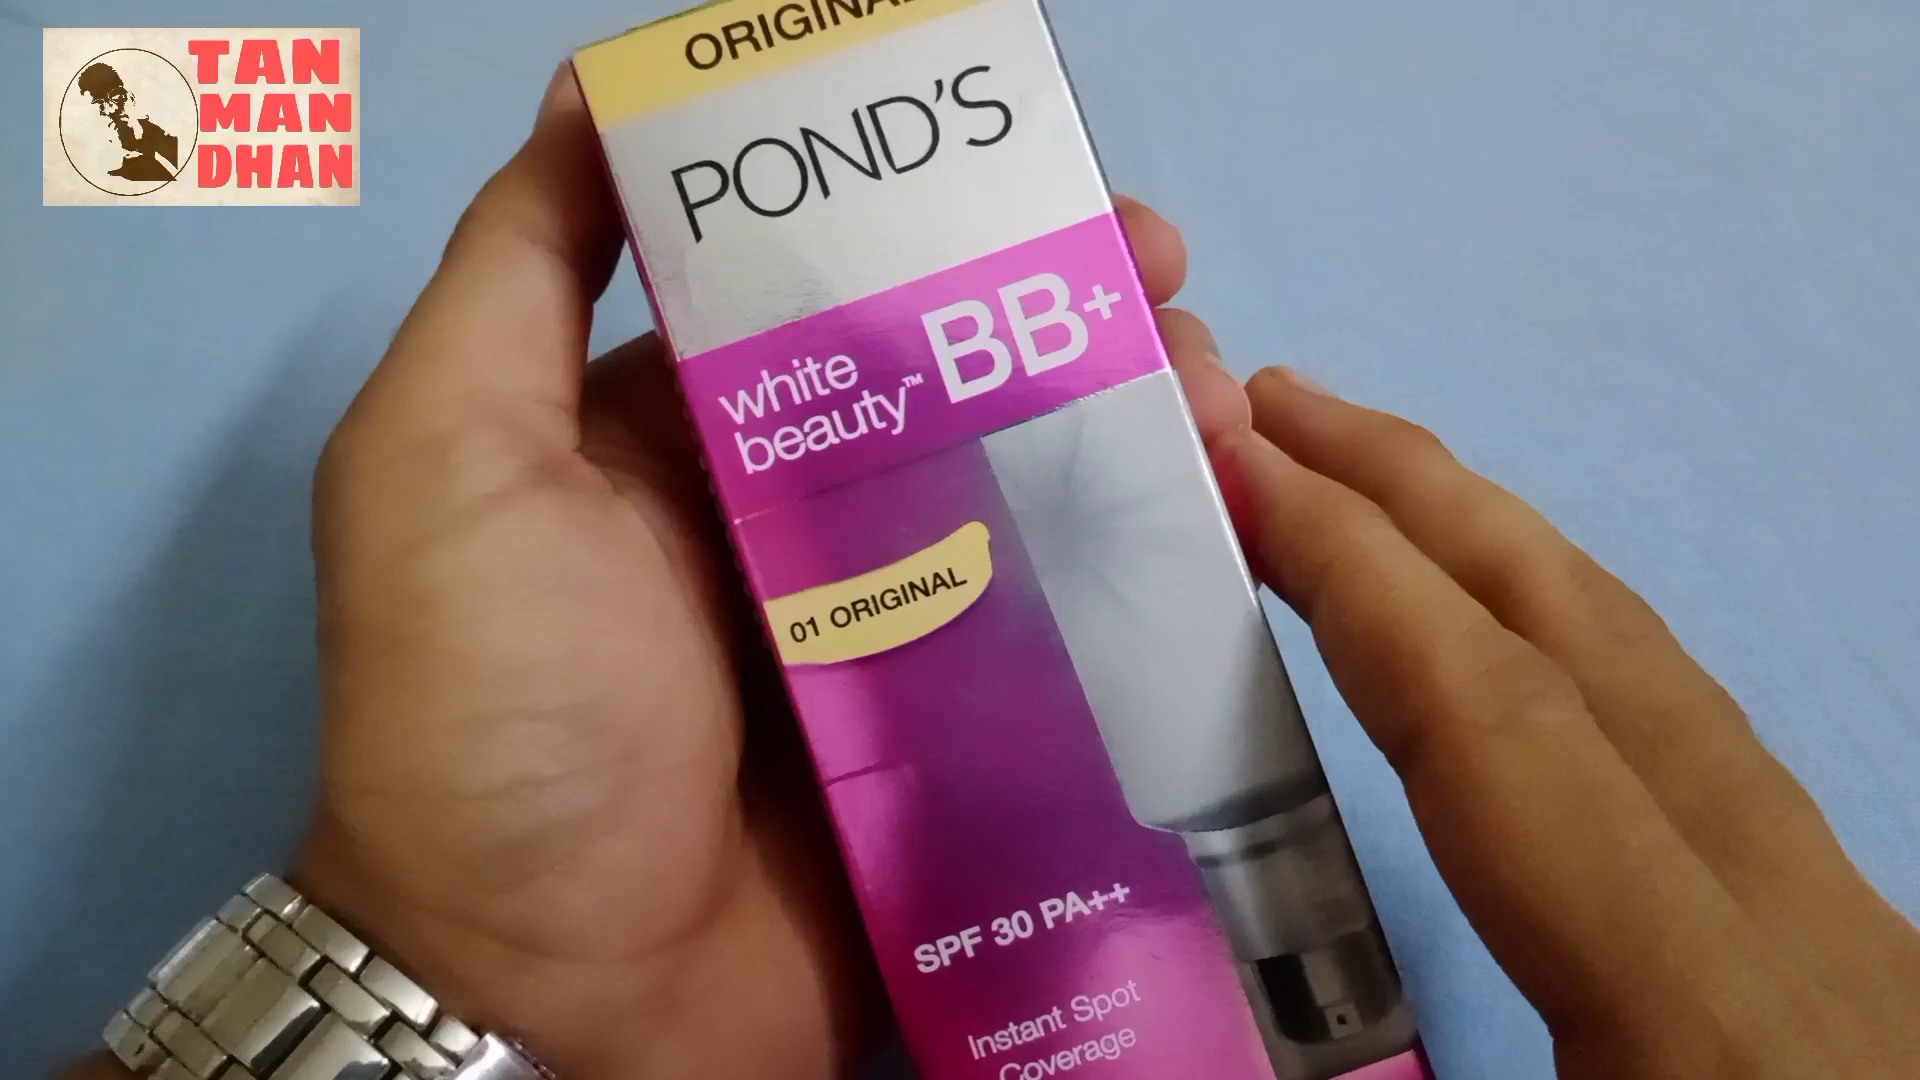 TAN
MAN
DHAN
ORIGINAL
POND'S
white
beauty™ BB+
01 ORIGINAL
SPF 30 PA++
Instant Spot
Coverage